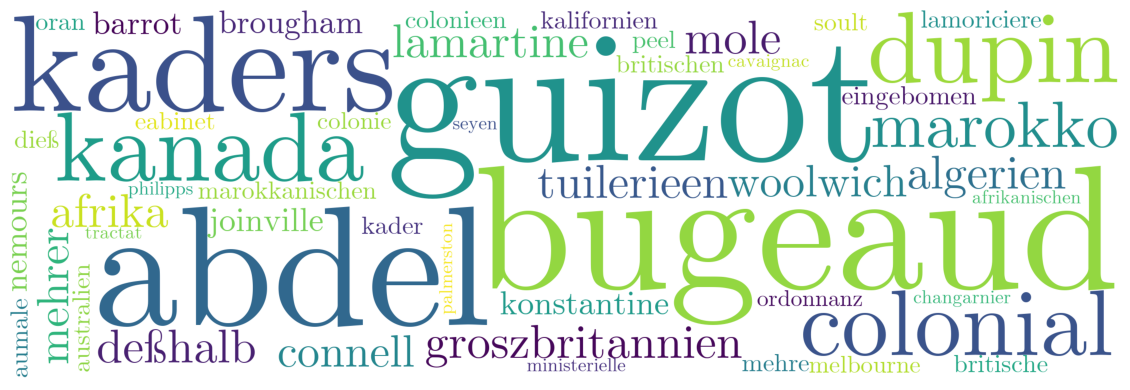 oran barrot brougham colonieen kalifornien soult lamoriciere
kaders lamartine peel mole dupin
britischen cavaignac
guizot
eingebomen
cabinet colonie seyen marokko
dieß kanada
tuilerieen woolwich algerien
philipps marokkanischen afrikanischen
nemours afrika joinville kader bugeaud
tractat
mehrer abdel palmerston
aumale australien konstantine ordonnanz changarnier
deßhalb connell groszbritannien colonial
ministerielle mehre melbourne britische